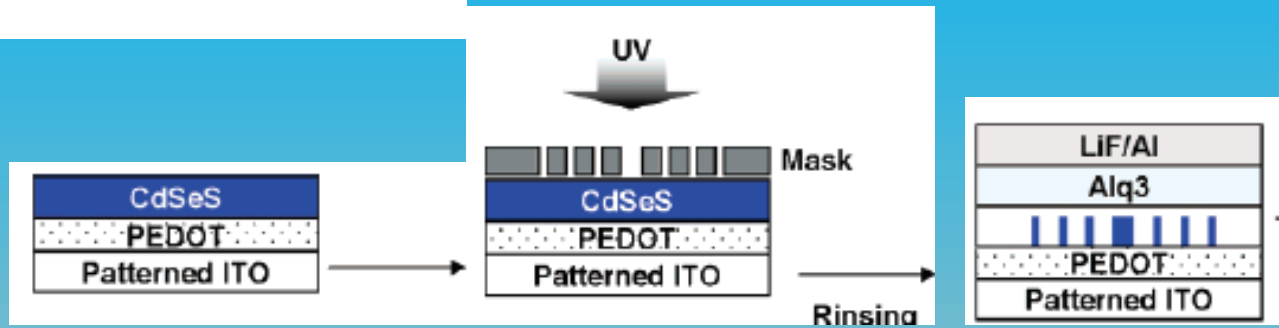 CdSeS
PEDOT
Patterned ITO
UV
Mask
CdSeS
PEDOT
Patterned ITO
Rinsing
LiF/Al
Alq3
PEDOT
Patterned ITO